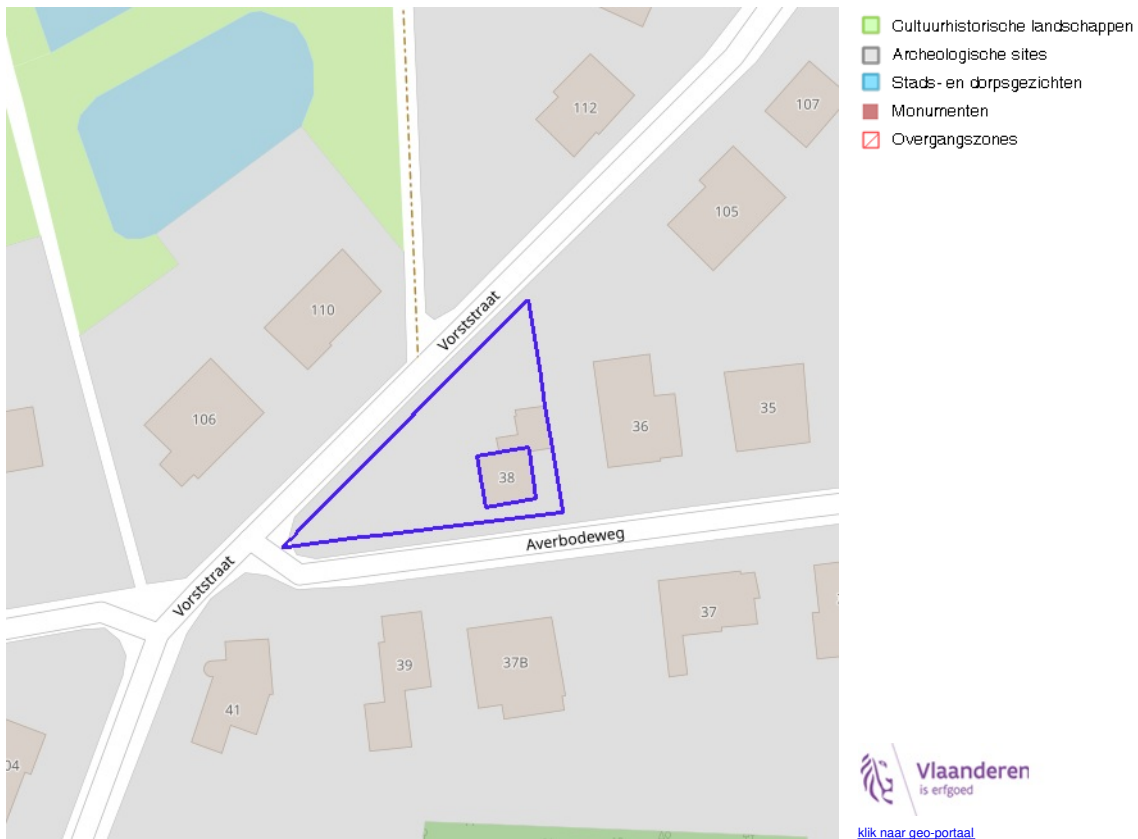 Cultuurhistorische landschappen
Archeologische sites
Stads- en dorpsgezichten
Monumenten
Overgangszones
112
107
105
110
Vorststraat
106
36
35
38
Averbodeweg
Vorststraat
37
39
37B
41
04
Vlaanderen
is erfgoed
klik naar geo-portaal